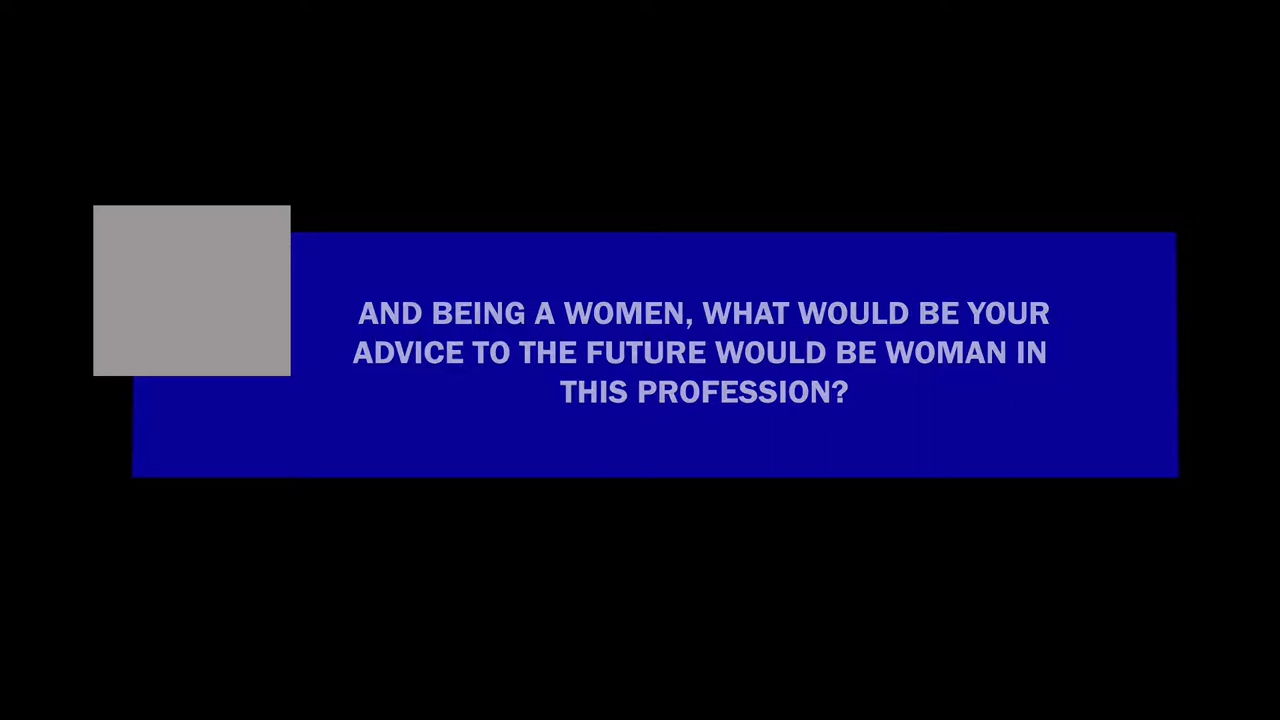 AND BEING A WOMEN, WHAT WOULD BE YOUR
ADVICE TO THE FUTURE WOULD BE WOMAN IN
THIS PROFESSION?